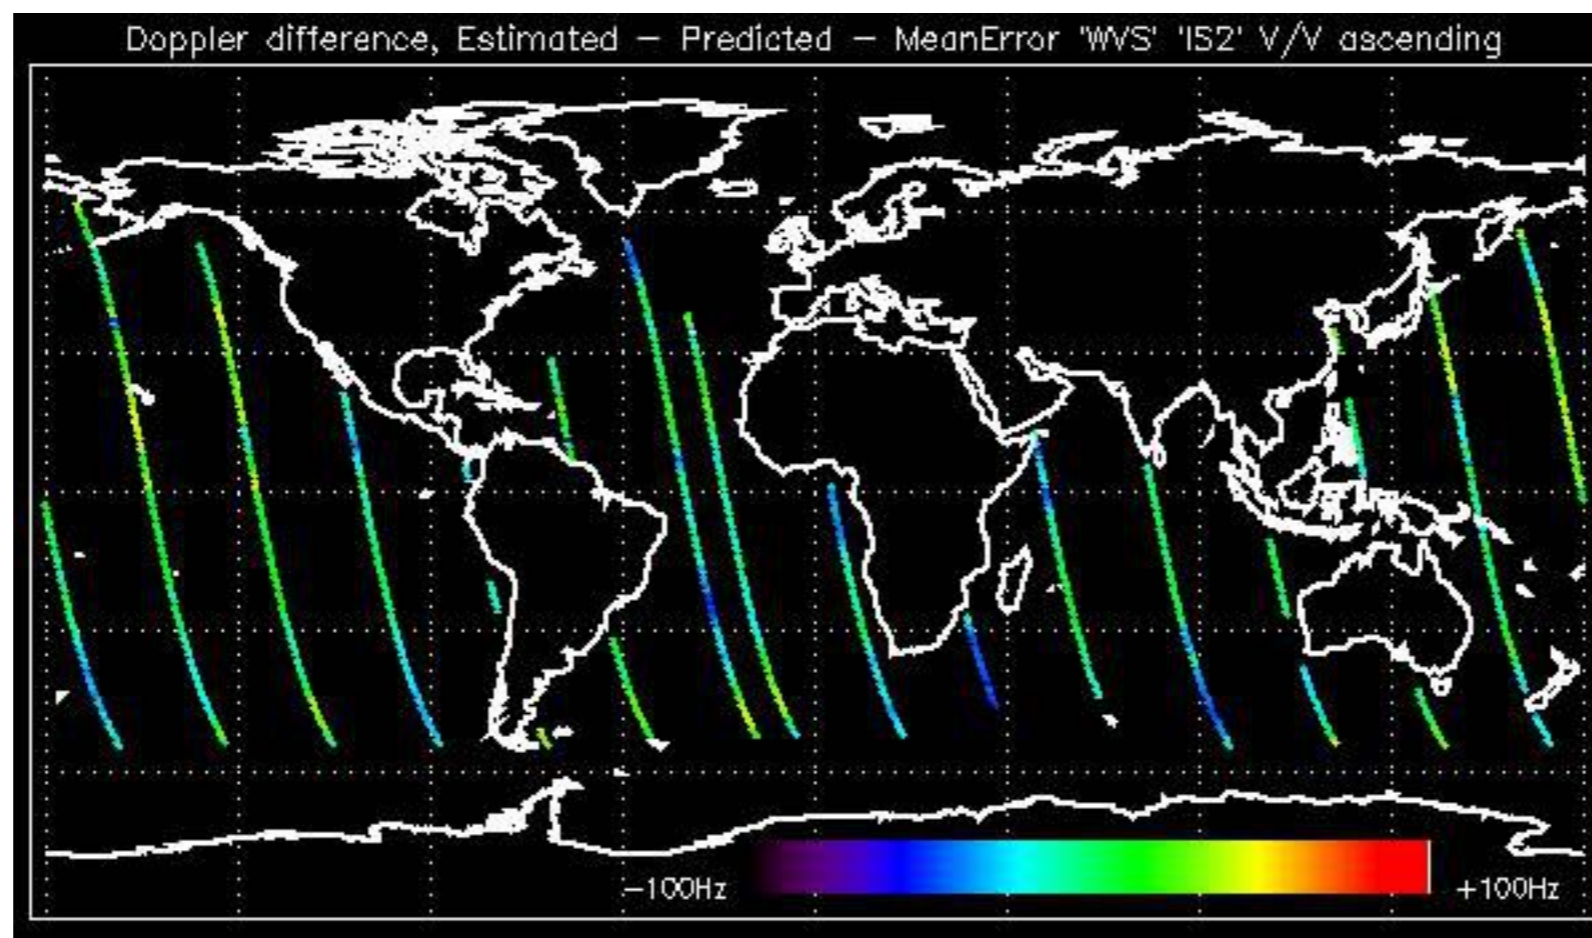 Doppler difference, Estimated — Predicted — MeanError 'WVS' 'IS2' V/V ascending
−100Hz
+100Hz